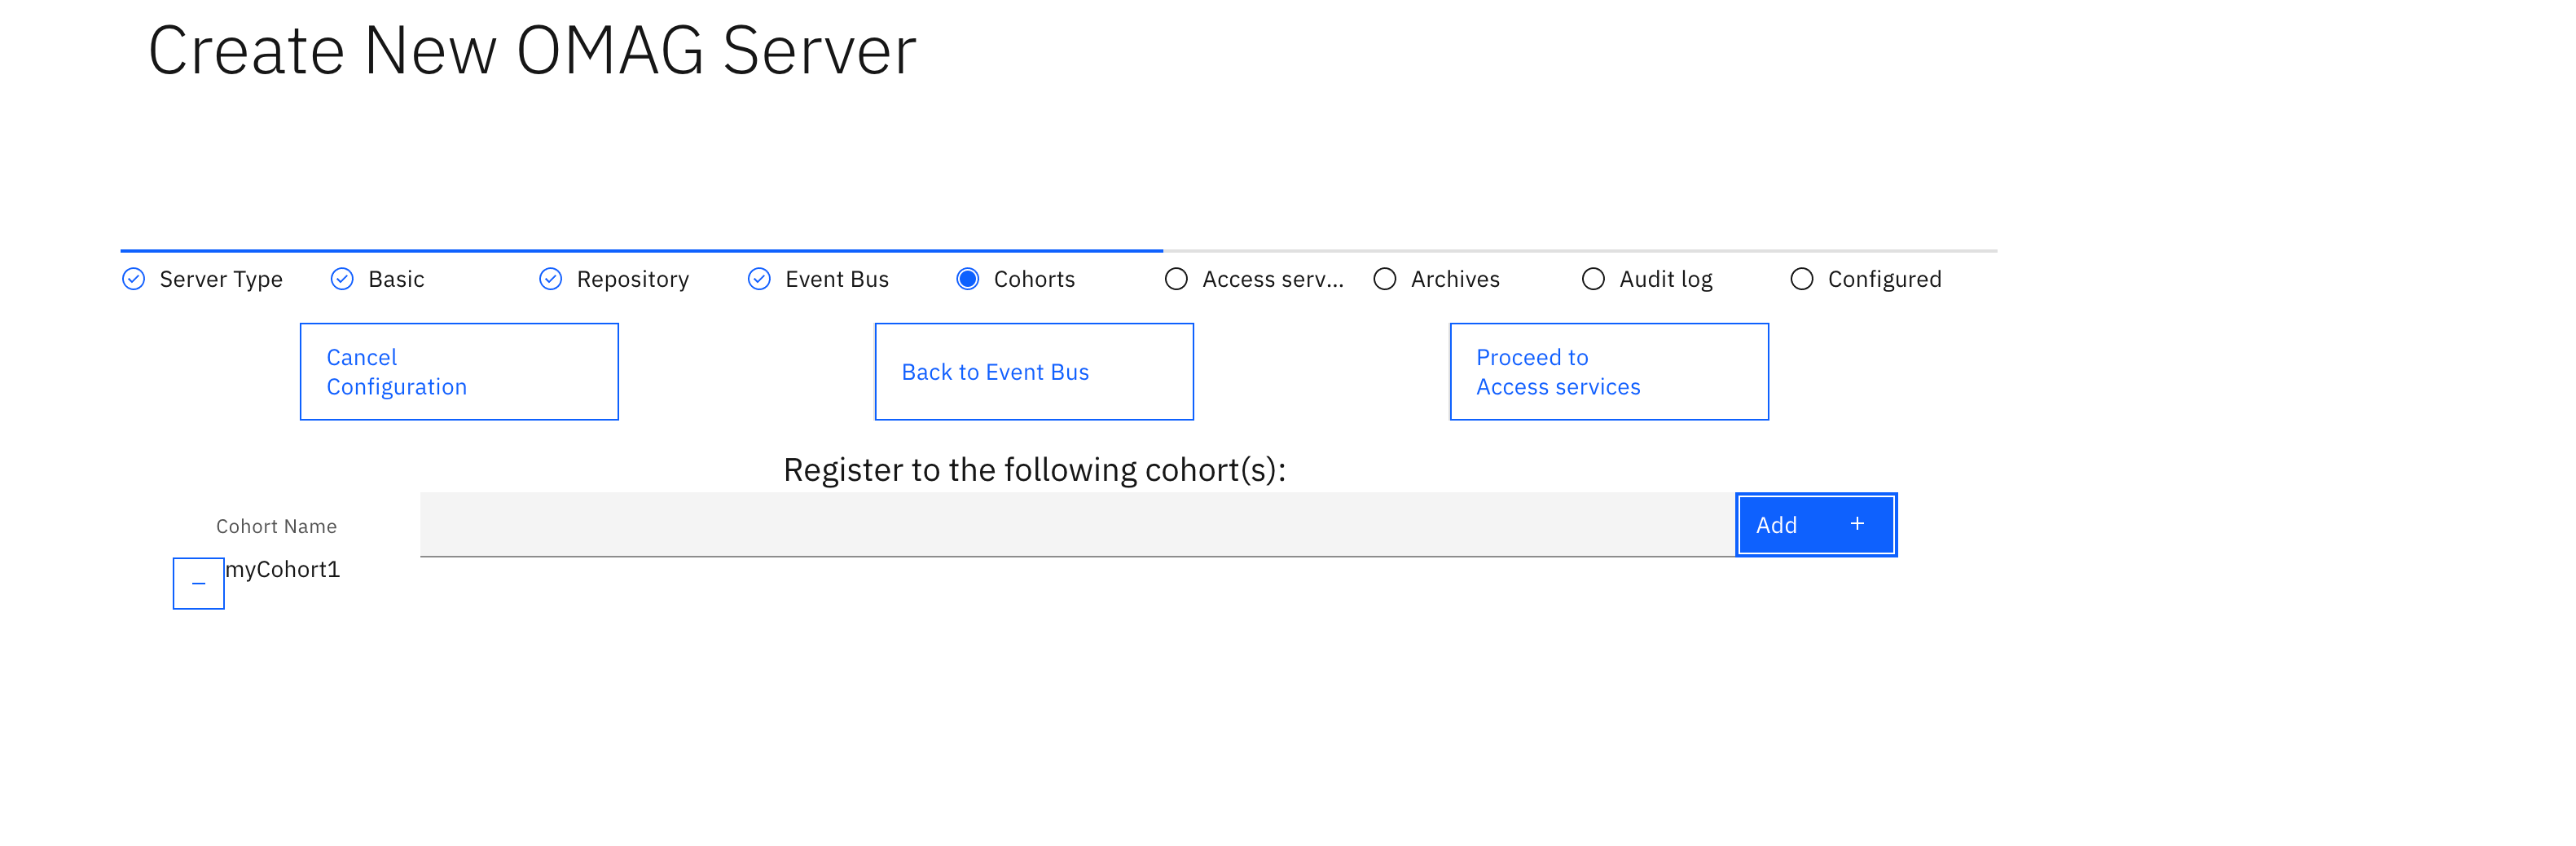 Create New OMAG Server
Server Type
Basic
Repository
Event Bus
Cohorts
Access serv...
Archives
Audit log
Configured
Cancel
Configuration
Back to Event Bus
Proceed to
Access services
Register to the following cohort(s):
Cohort Name
Add +
myCohort1